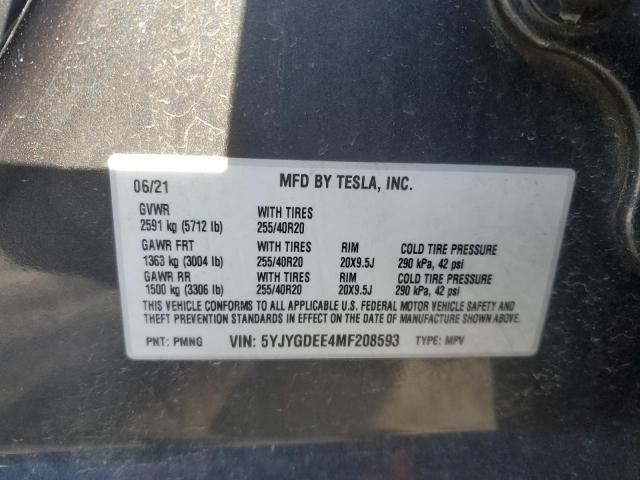 06/21 MFD BY TESLA, INC.
GVWR WITH TIRES
2591 kg (5712 lb) 255/40R20
GAWR FRT WITH TIRES RIM COLD TIRE PRESSURE
1363 kg (3004 lb) 255/40R20 20X9.5J 290 kPa, 42 psi
GAWR RR WITH TIRES RIM COLD TIRE PRESSURE
1500 kg (3306 lb) 255/40R20 20X9.5J 290 kPa, 42 psi
THIS VEHICLE CONFORMS TO ALL APPLICABLE U.S. FEDERAL MOTOR VEHICLE SAFETY AND
THEFT PREVENTION STANDARDS IN EFFECT ON THE DATE OF MANUFACTURE SHOWN ABOVE.
PNT: PMNG VIN: 5YJYGDEE4MF208593 TYPE: MPV